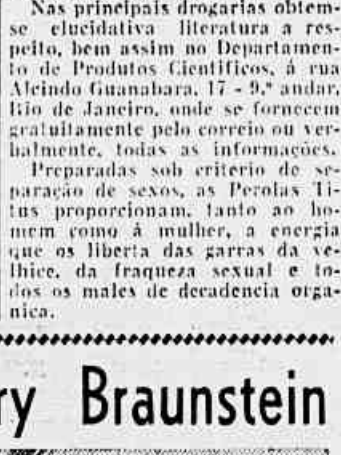 Nas principais drogarias obtem-
se elucidativa literatura a res-
peito, bem assim no Departamen-
to de Produtos Cientificos, á rua
Alcindo Guanabara, 17 - 9.º andar,
Rio de Janeiro, onde se fornecem
gratuitamente pelo correio ou ver-
balmente, todas as informações.
Preparadas sob criterio de se-
paração de sexos, as Perolas Ti-
tus proporcionam, tanto ao ho-
mem como á mulher, a energia
que os liberta das garras da ve-
lhice, da fraqueza sexual e to-
dos os males de decadencia orga-
nica.
ry Braunstein